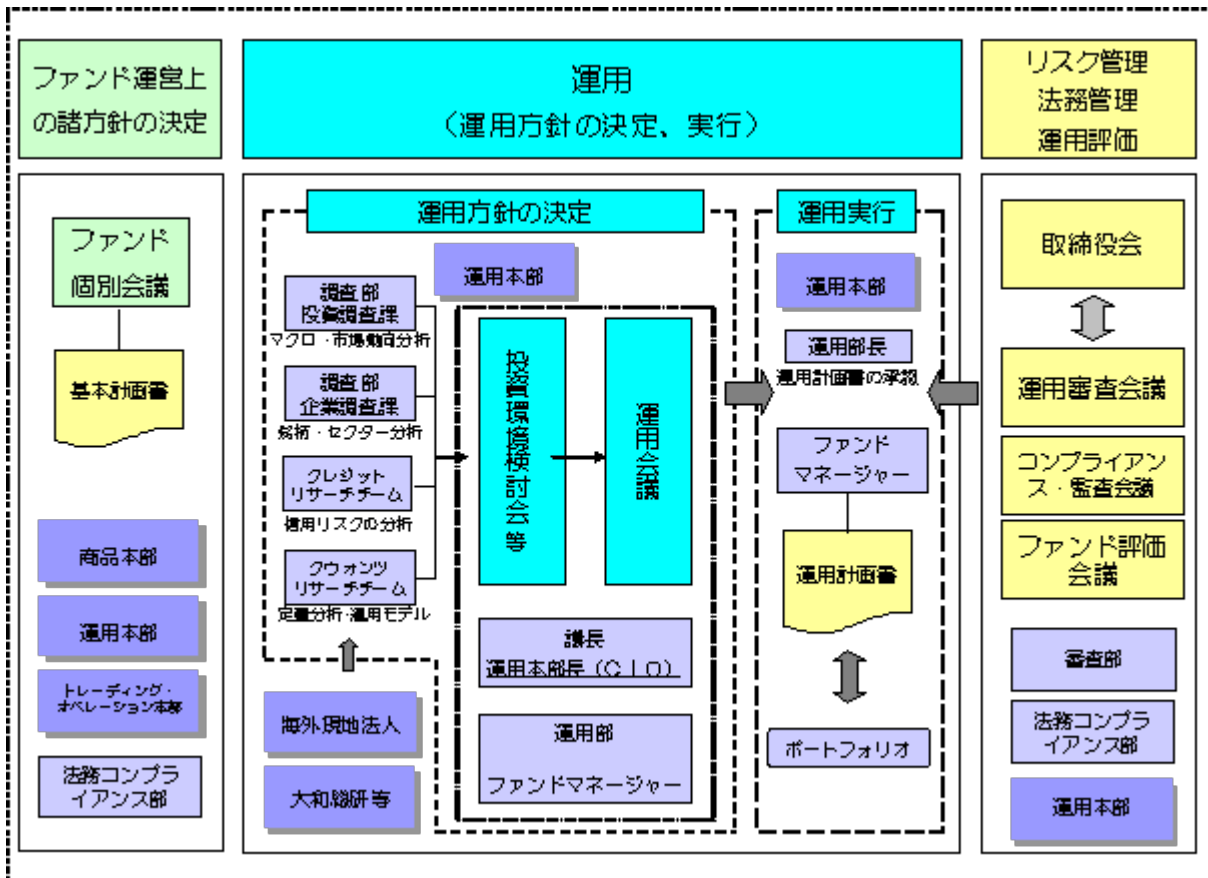 ファンド運営上
の諸方針の決定
運用
（運用方針の決定、実行）
リスク管理
法務管理
運用評価
ファンド
個別会議
基本計画書
商品本部
運用本部
トレーディング・
オペレーション本部
法務コンプラ
イアンス部
運用方針の決定
運用本部
調査部
投資調査課
マクロ・市場動向分析
調査部
企業調査課
銘柄・セクター分析
クレジット
リサーチチーム
信用リスクの分析
クウォンツ
リサーチチーム
定量分析・運用モデル
海外現地法人
大和総研等
投資環境検討会等
運用会議
議長
運用本部長（ＣＩＯ）
運用部
ファンドマネージャー
運用実行
運用本部
運用部長
運用計画書の承認
ファンド
マネージャー
運用計画書
ポートフォリオ
取締役会
運用審査会議
コンプライアン
ス・監査会議
ファンド評価
会議
審査部
法務コンプラ
イアンス部
運用本部